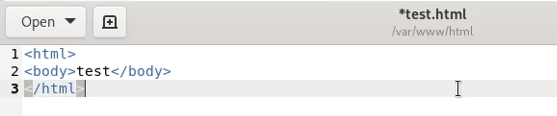 Open
*test.html
/var/www/html
1 <html>
2 <body>test</body>
3 </html>